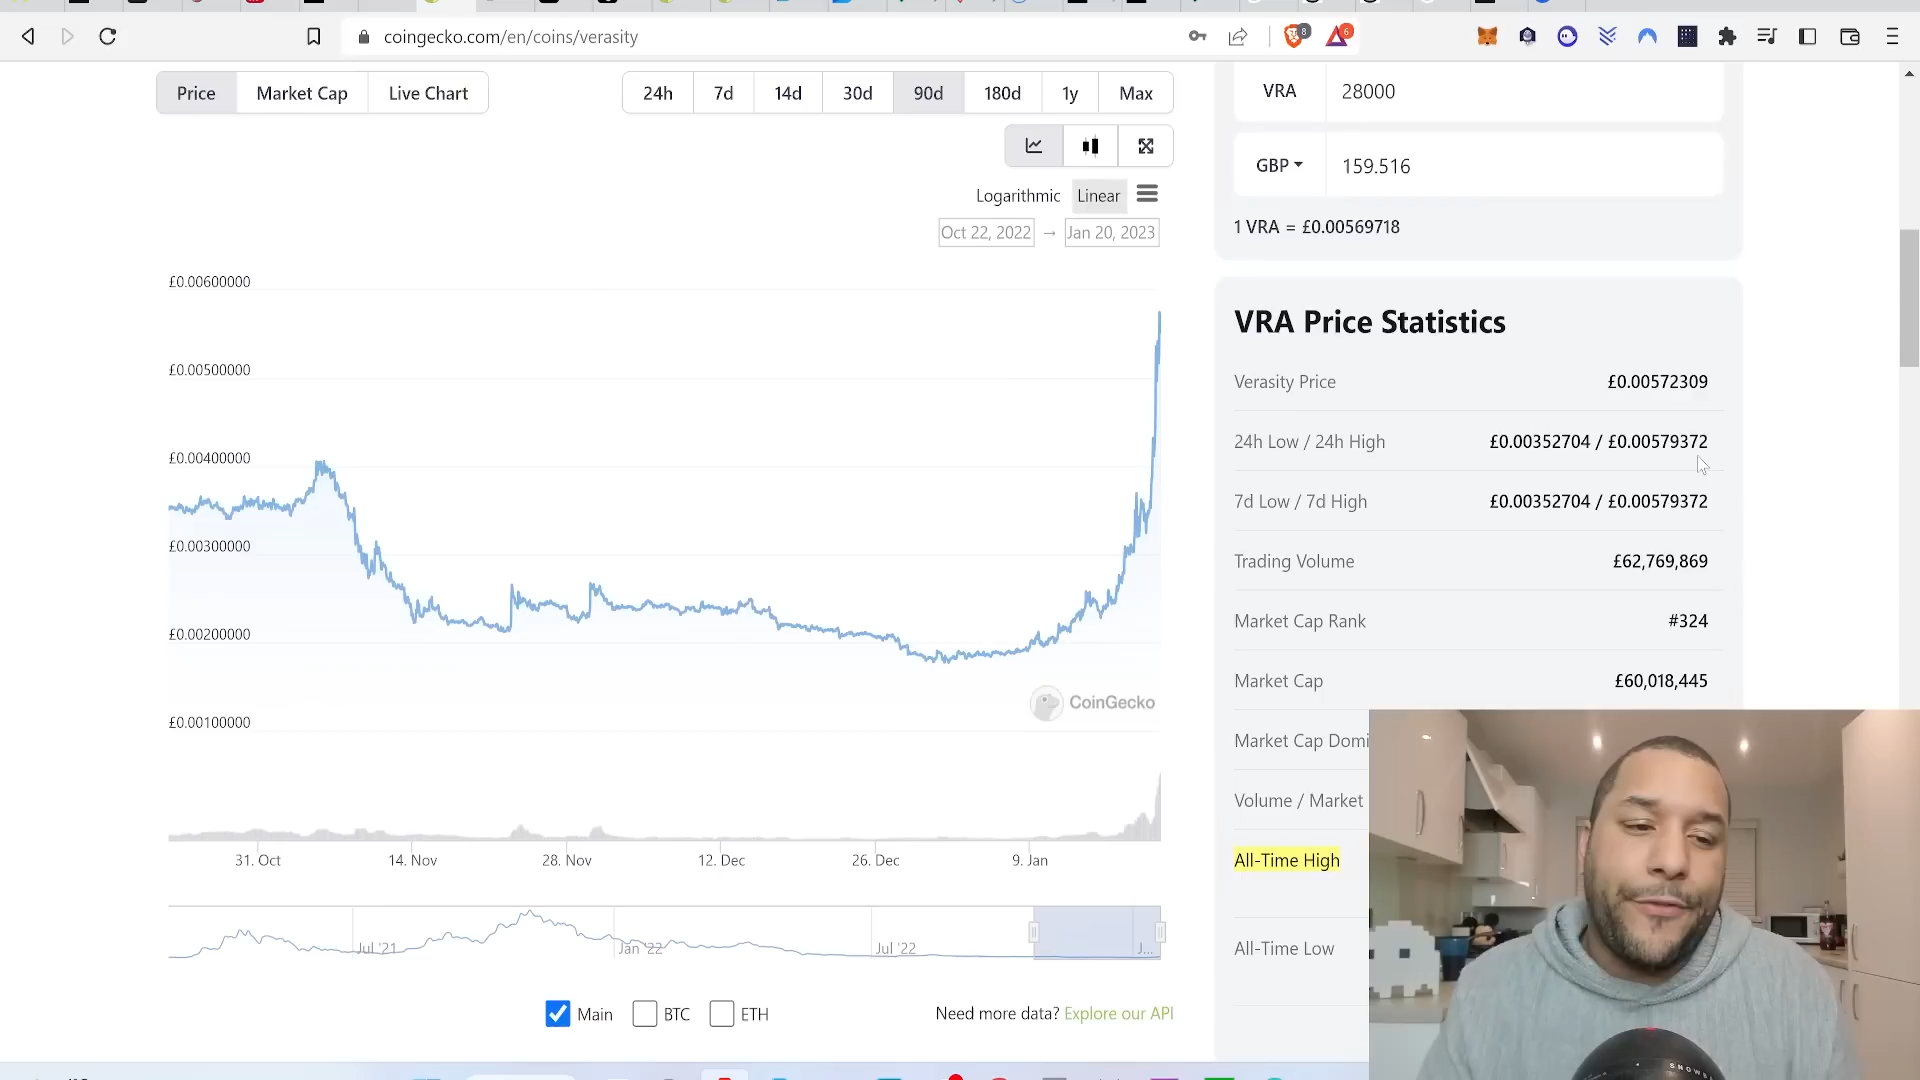 coingecko.com/en/coins/verasity
8
6
Price
Market Cap
Live Chart
24h
7d
14d
30d
90d
180d
1y
Max
Logarithmic
Linear
Oct 22, 2022 → Jan 20, 2023
£0.00600000
£0.00500000
£0.00400000
£0.00300000
£0.00200000
£0.00100000
CoinGecko
31. Oct
14. Nov
28. Nov
12. Dec
26. Dec
9. Jan
Jul '21
Jan '22
Jul '22
J...
Main
BTC
ETH
Need more data? Explore our API
VRA
28000
GBP
159.516
1 VRA = £0.00569718
VRA Price Statistics
Verasity Price
£0.00572309
24h Low / 24h High
£0.00352704 / £0.00579372
7d Low / 7d High
£0.00352704 / £0.00579372
Trading Volume
£62,769,869
Market Cap Rank
#324
Market Cap
£60,018,445
Market Cap Domi
Volume / Market
All-Time High
All-Time Low
SNOWB